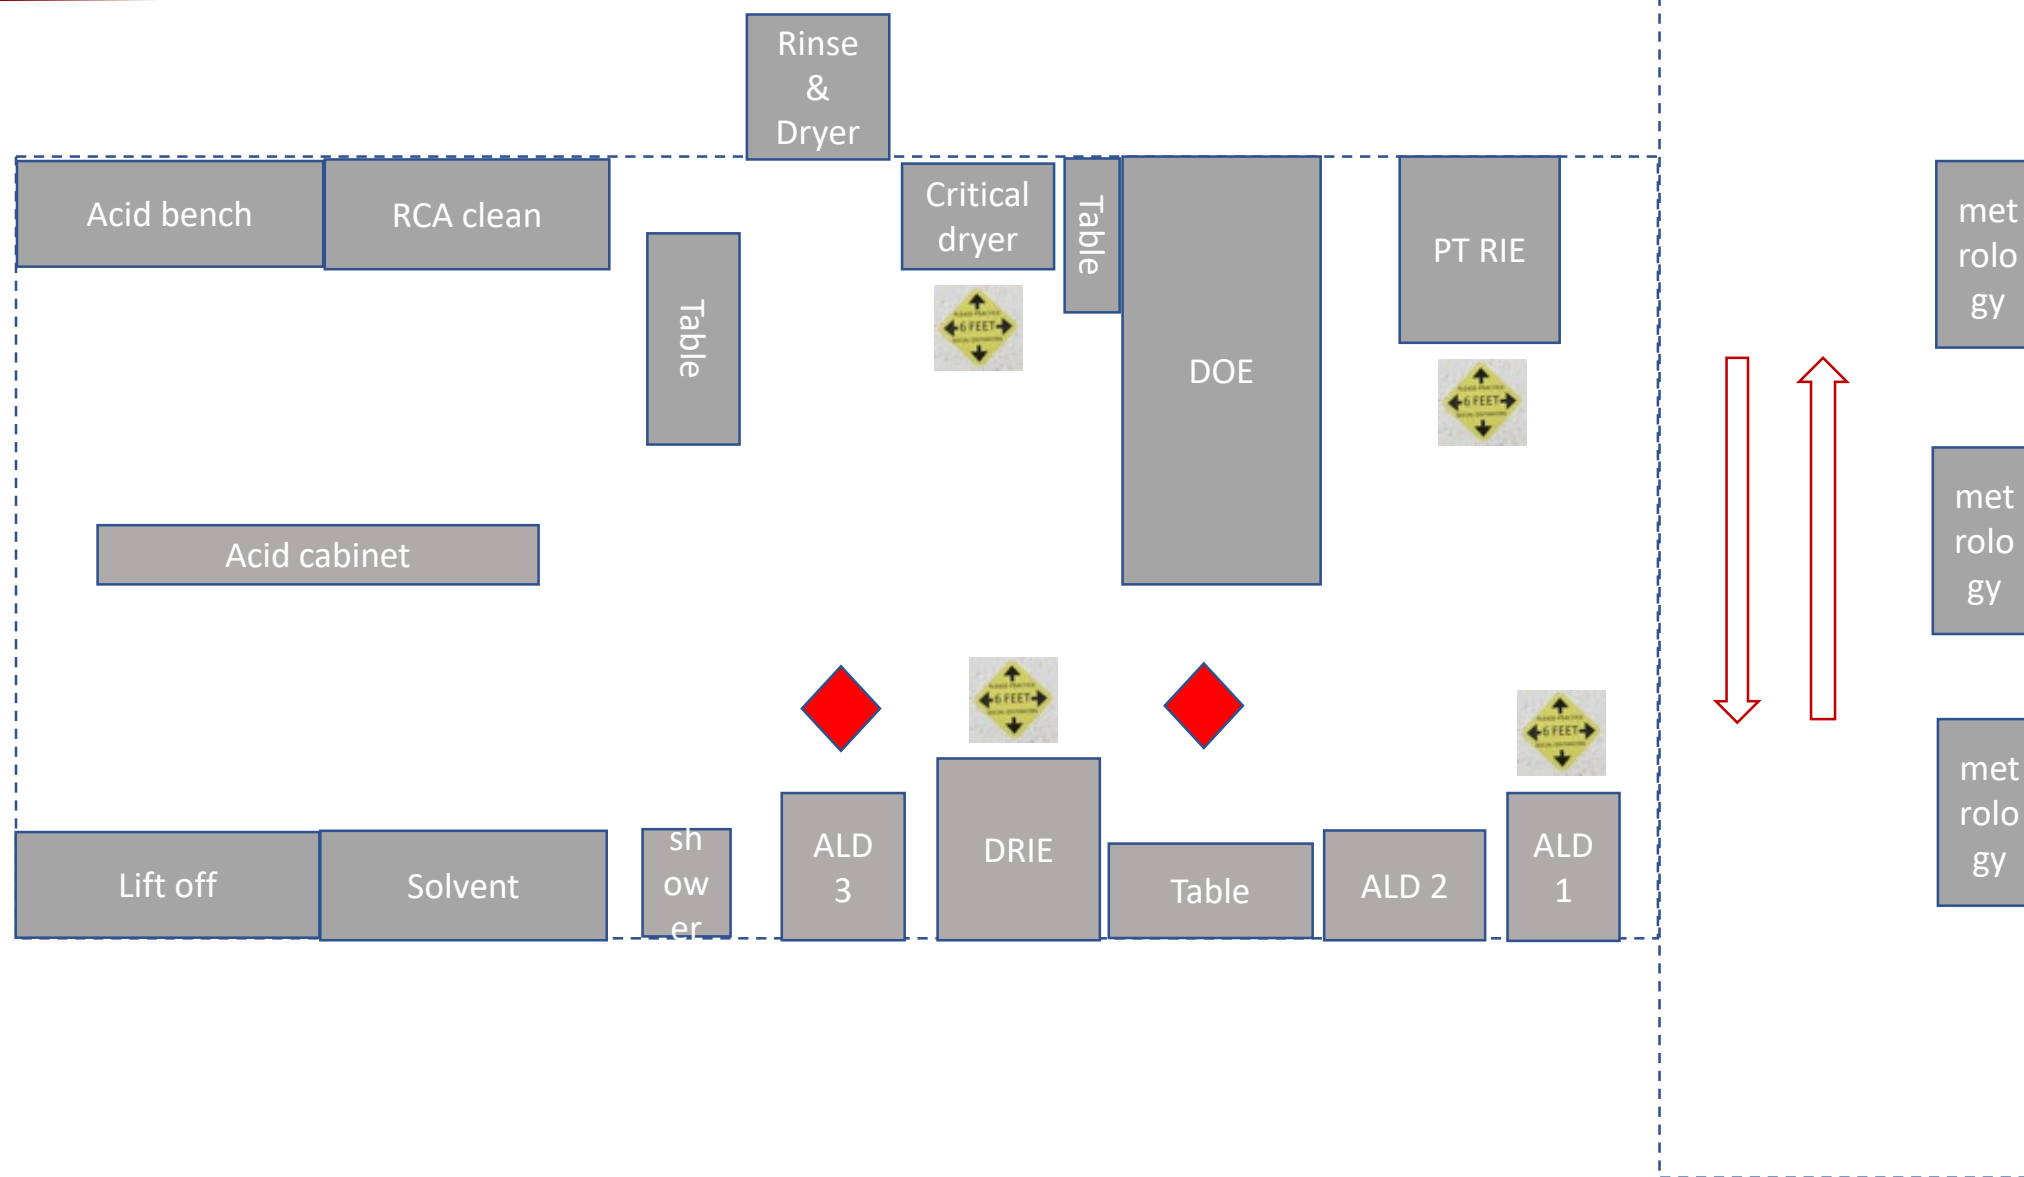 Rinse
&
Dryer
Acid bench
RCA clean
Table
Critical
dryer
Table
DOE
PT RIE
met
rolo
gy
6 FEET
6 FEET
Acid cabinet
met
rolo
gy
6 FEET
6 FEET
Lift off
Solvent
sh
ow
er
ALD
3
DRIE
Table
ALD 2
ALD
1
met
rolo
gy